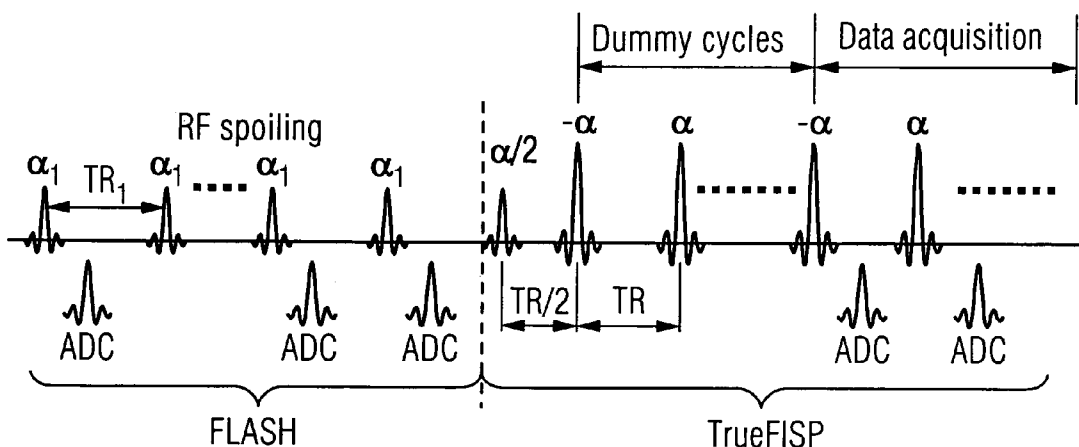 Dummy cycles Data acquisition
RF spoiling
-α α -α α
α/2
α₁ TR₁ α₁ α₁ α₁
TR/2 TR
ADC ADC ADC ADC ADC
FLASH TrueFISP